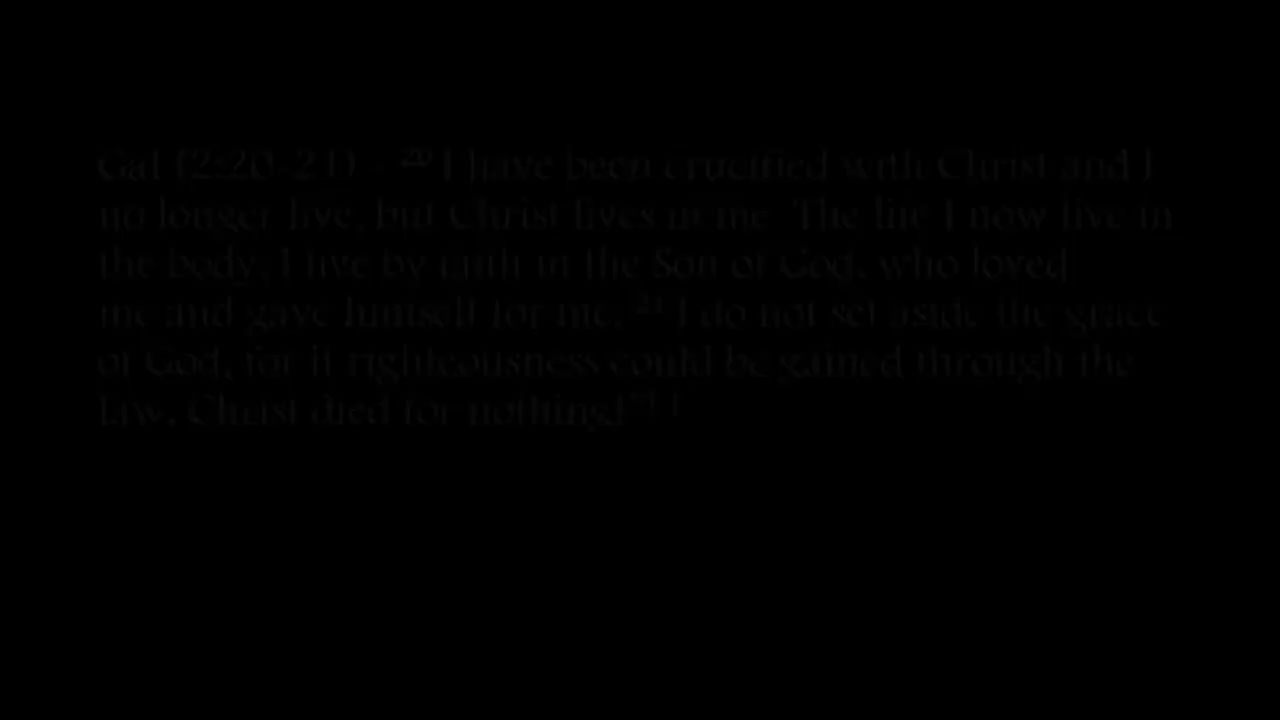 Gal (2:20-21) - 20 I have been crucified with Christ and I
no longer live, but Christ lives in me. The life I now live in
the body, I live by faith in the Son of God, who loved
me and gave himself for me. 21 I do not set aside the grace
of God, for if righteousness could be gained through the
law, Christ died for nothing!